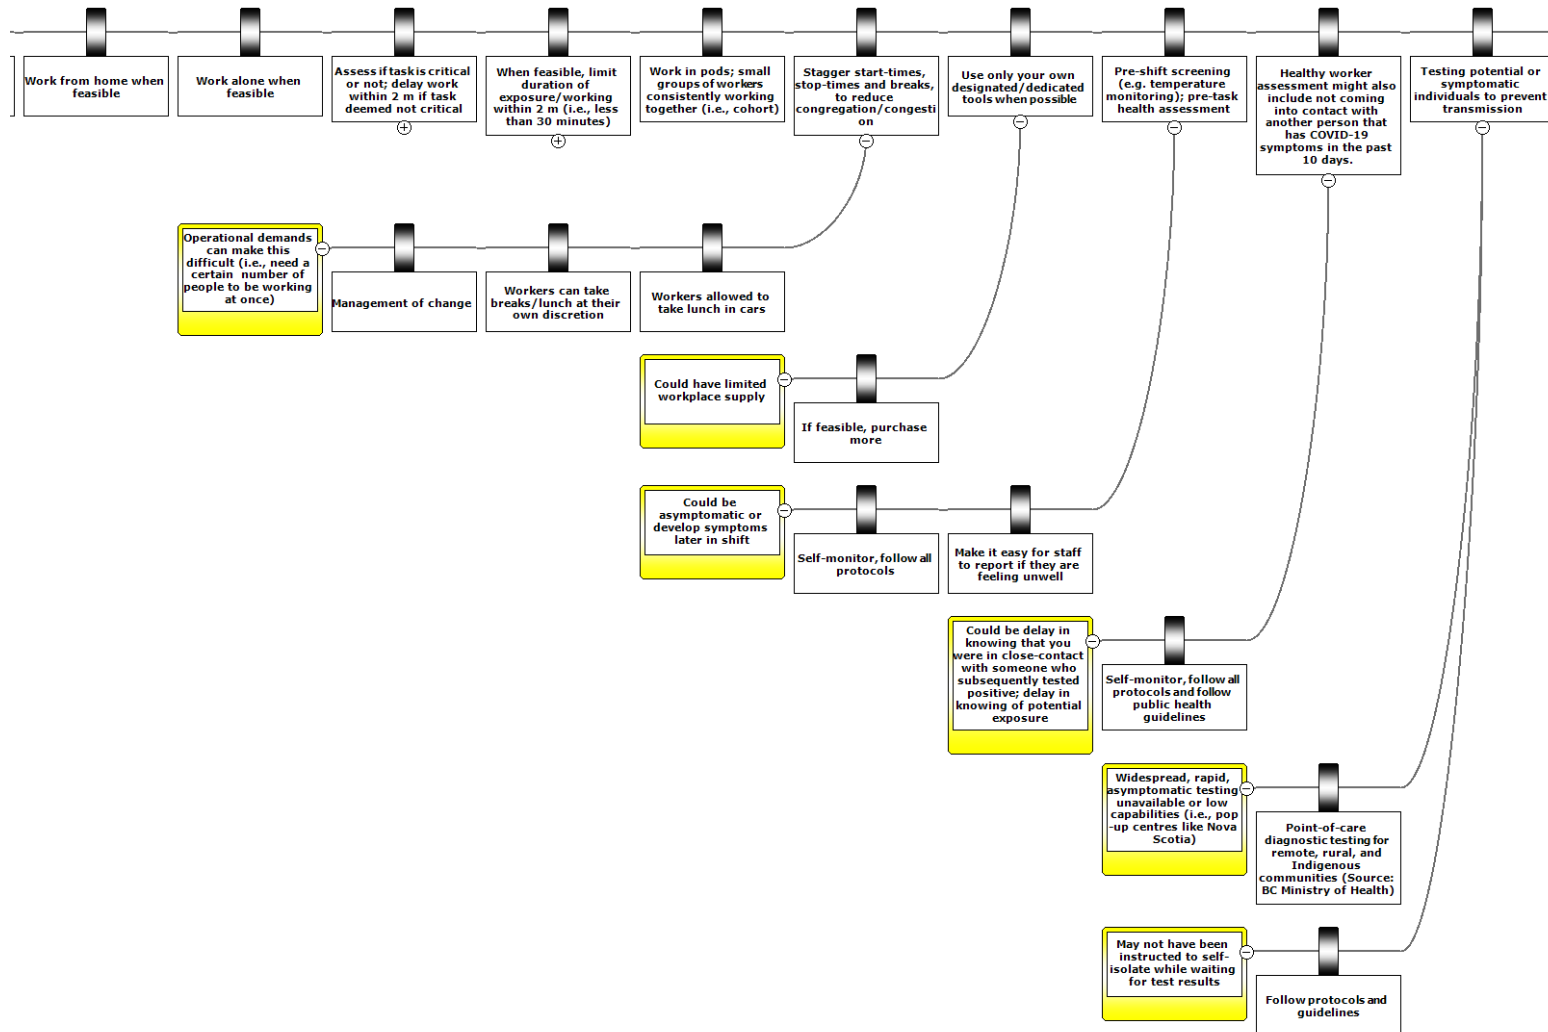 Work from home when
feasible
Work alone when
feasible
Assess if task is critical
or not; delay work
within 2 m if task
deemed not critical
When feasible, limit
duration of
exposure/working
within 2 m (i.e., less
than 30 minutes)
Work in pods; small
groups of workers
consistently working
together (i.e., cohort)
Stagger start-times,
stop-times and breaks,
to reduce
congregation/congesti
on
Use only your own
designated/dedicated
tools when possible
Pre-shift screening
(e.g. temperature
monitoring); pre-task
health assessment
Healthy worker
assessment might also
include not coming
into contact with
another person that
has COVID-19
symptoms in the past
10 days.
Testing potential or
symptomatic
individuals to prevent
transmission
Operational demands
can make this
difficult (i.e., need a
certain number of
people to be working
at once)
Management of change
Workers can take
breaks/lunch at their
own discretion
Workers allowed to
take lunch in cars
Could have limited
workplace supply
If feasible, purchase
more
Could be
asymptomatic or
develop symptoms
later in shift
Self-monitor, follow all
protocols
Make it easy for staff
to report if they are
feeling unwell
Could be delay in
knowing that you
were in close-contact
with someone who
subsequently tested
positive; delay in
knowing of potential
exposure
Self-monitor, follow all
protocols and follow
public health
guidelines
Widespread, rapid,
asymptomatic testing
unavailable or low
capabilities (i.e., pop
-up centres like Nova
Scotia)
Point-of-care
diagnostic testing for
remote, rural, and
Indigenous
communities (Source:
BC Ministry of Health)
May not have been
instructed to self-
isolate while waiting
for test results
Follow protocols and
guidelines